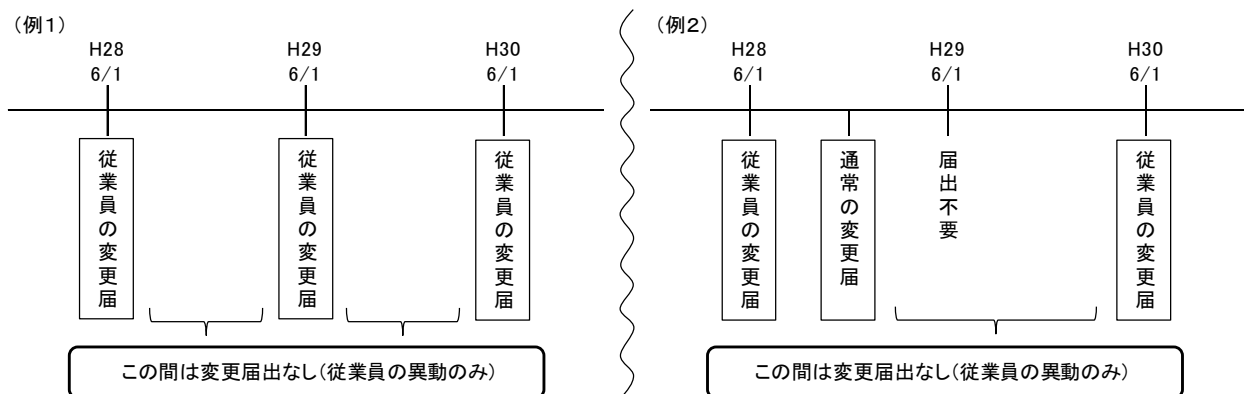 (例1)
H28
6/1
H29
6/1
H30
6/1
従業員の変更届
従業員の変更届
従業員の変更届
この間は変更届出なし(従業員の異動のみ)
(例2)
H28
6/1
H29
6/1
H30
6/1
従業員の変更届
通常の変更届
届出不要
従業員の変更届
この間は変更届出なし(従業員の異動のみ)